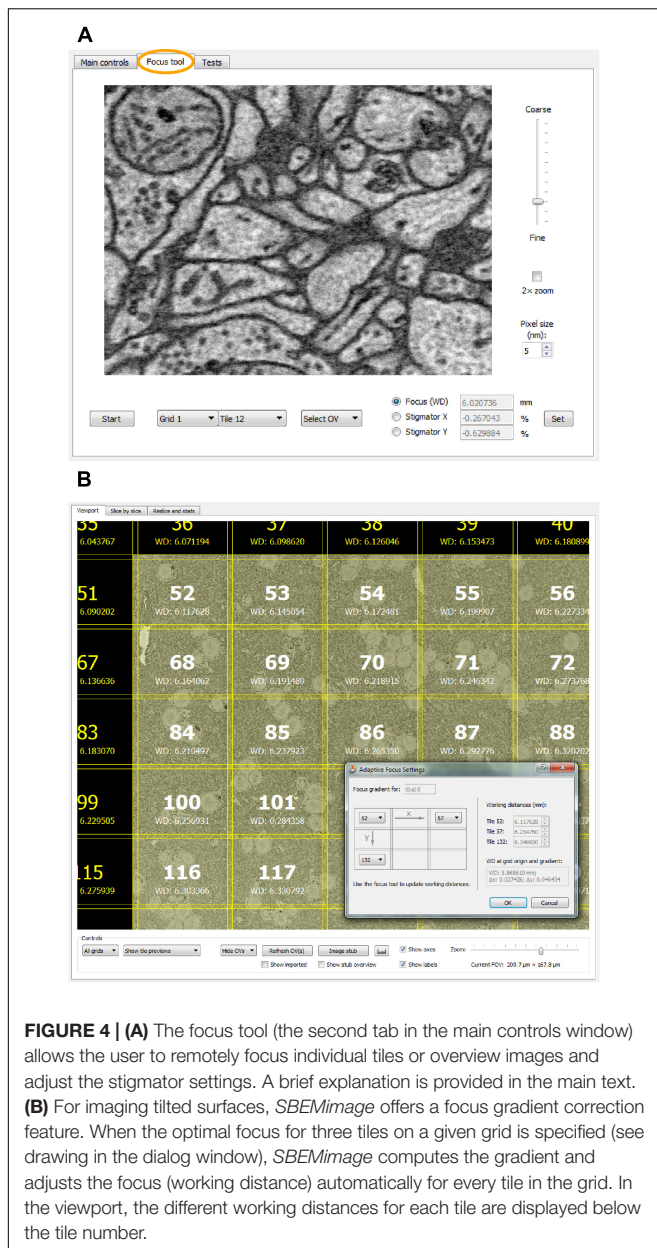 A
Main controls Focus tool Tests
Coarse
Fine
2× zoom
Pixel size
(nm):
5
Start Grid 1 Tile 12 Select OV
Focus (WD) 6.020736 mm
Stigmator X -0.267043 %
Stigmator Y -0.629884 %
Set
B
Viewport Slice by slice Reslice and stats
35 36 37 38 39 40
6.043767 WD: 6.071194 WD: 6.098620 WD: 6.126046 WD: 6.153473 WD: 6.180899
51 52 53 54 55 56
6.090202 WD: 6.117628 WD: 6.145054 WD: 6.172481 WD: 6.199907 WD: 6.227334
67 68 69 70 71 72
6.136636 WD: 6.164062 WD: 6.191489 WD: 6.218915 WD: 6.246342 WD: 6.273768
83 84 85 86 87 88
6.183070 WD: 6.210497 WD: 6.237923 WD: 6.265350 WD: 6.292776 WD: 6.320202
99 100 101
6.229505 WD: 6.256931 WD: 6.284358
115 116 117
6.275939 WD: 6.303366 WD: 6.330792
Adaptive Focus Settings
Focus gradient for: Grid 0
52 X 57
Y
132
Use the focus tool to update working distances.
Working distances (mm):
Tile 52: 6.117628
Tile 57: 6.254760
Tile 132:
WD at grid origin and gradient:
Δx: 0.027426; Δy: 0.046434
OK Cancel
Controls
All grids Show tile previews Hide OVs Refresh OV(s) Image stub Show axes Zoom:
Show imported Show stub overview Show labels Current FOV: 209.7 µm × 167.8 µm
FIGURE 4 | (A) The focus tool (the second tab in the main controls window)
allows the user to remotely focus individual tiles or overview images and
adjust the stigmator settings. A brief explanation is provided in the main text.
(B) For imaging tilted surfaces, SBEMimage offers a focus gradient correction
feature. When the optimal focus for three tiles on a given grid is specified (see
drawing in the dialog window), SBEMimage computes the gradient and
adjusts the focus (working distance) automatically for every tile in the grid. In
the viewport, the different working distances for each tile are displayed below
the tile number.